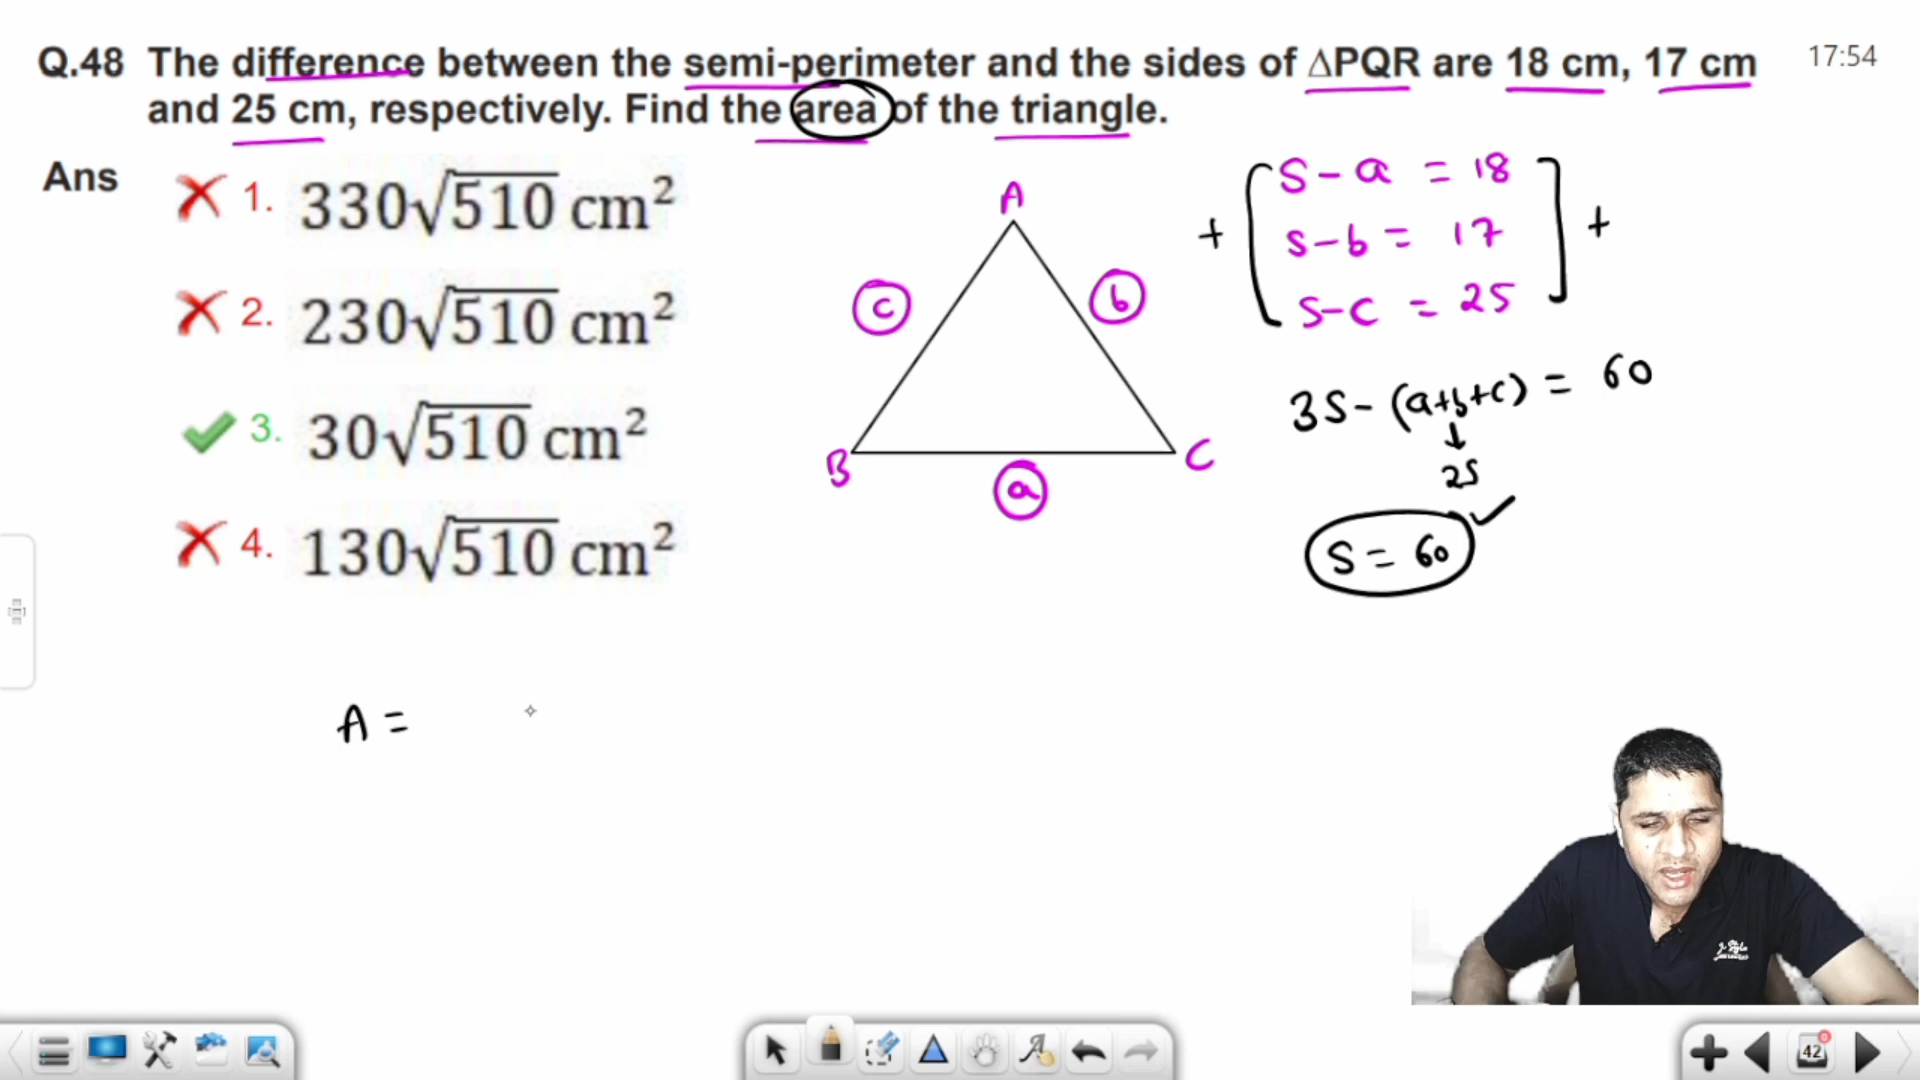 Q.48 The difference between the semi-perimeter and the sides of ∆PQR are 18 cm, 17 cm
and 25 cm, respectively. Find the area of the triangle.
17:54
Ans
1. 330√510 cm²
2. 230√510 cm²
3. 30√510 cm²
4. 130√510 cm²
A
c
b
B
a
C
+ [ s-a = 18
s-b = 17
s-c = 25 ] +
3s - (a+b+c) = 60
↓
2s
s = 60 ✓
A =
42